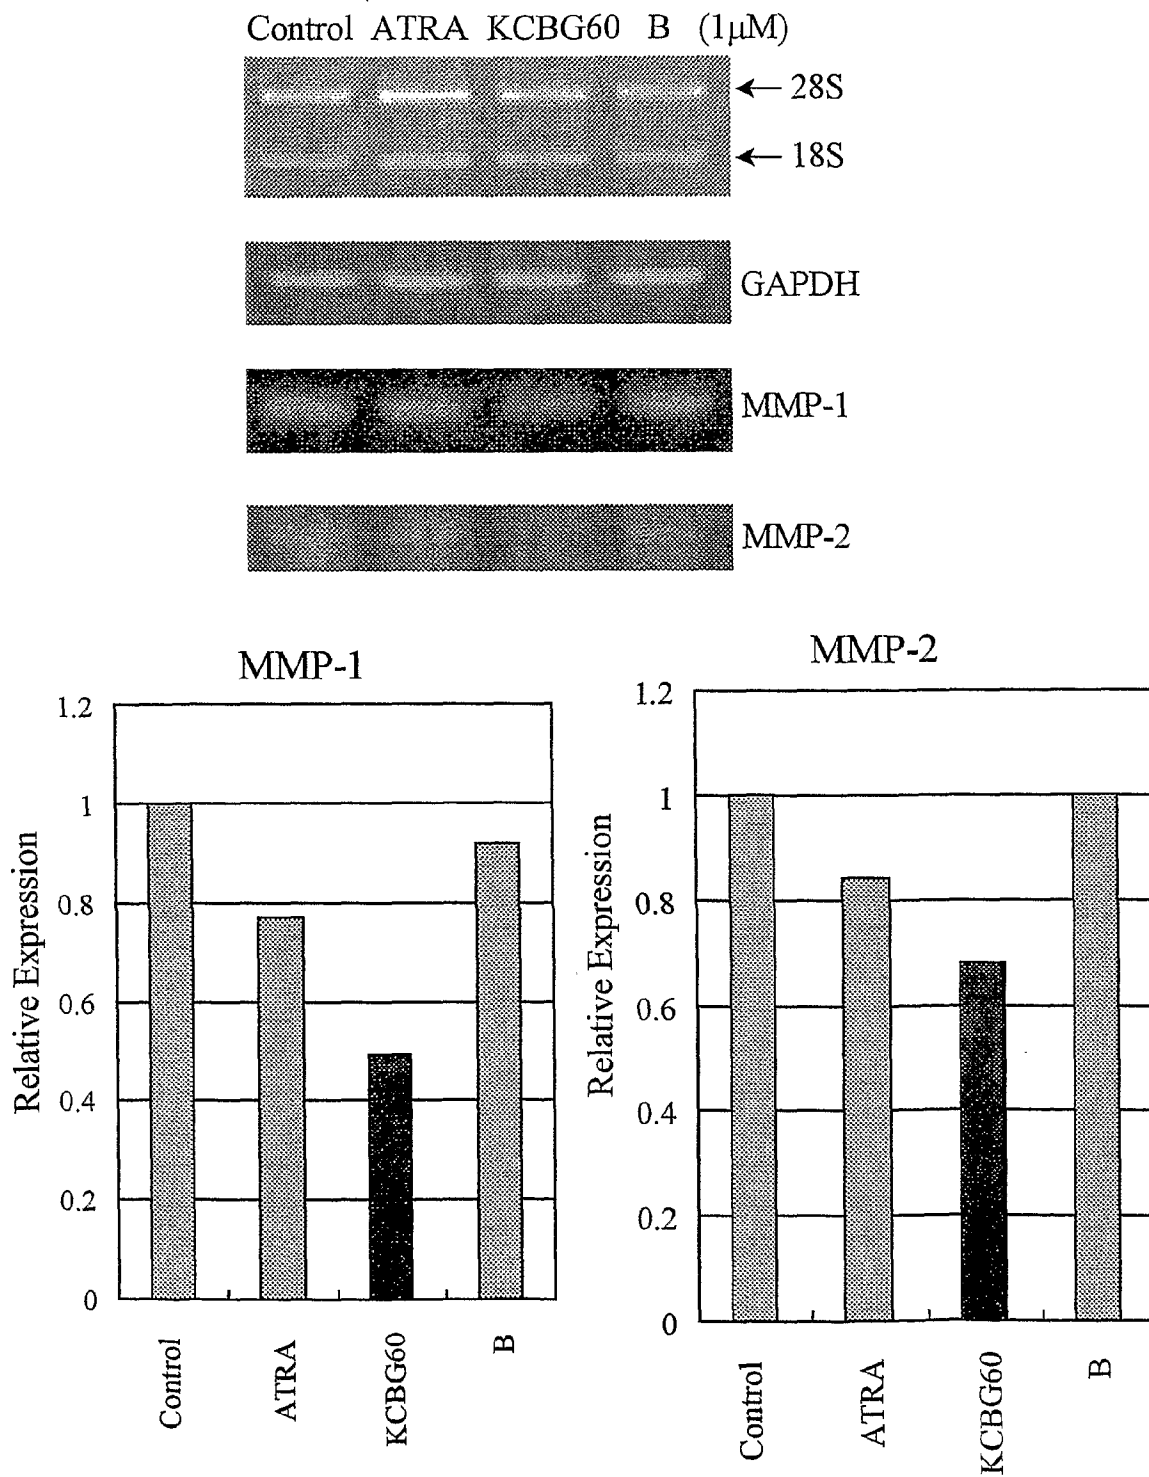 Control ATRA KCBG60 B (1μM)
← 28S
← 18S
GAPDH
MMP-1
MMP-2
MMP-1
Relative Expression
1.2
1
0.8
0.6
0.4
0.2
0
Control
ATRA
KCBG60
B
MMP-2
Relative Expression
1.2
1
0.8
0.6
0.4
0.2
0
Control
ATRA
KCBG60
B